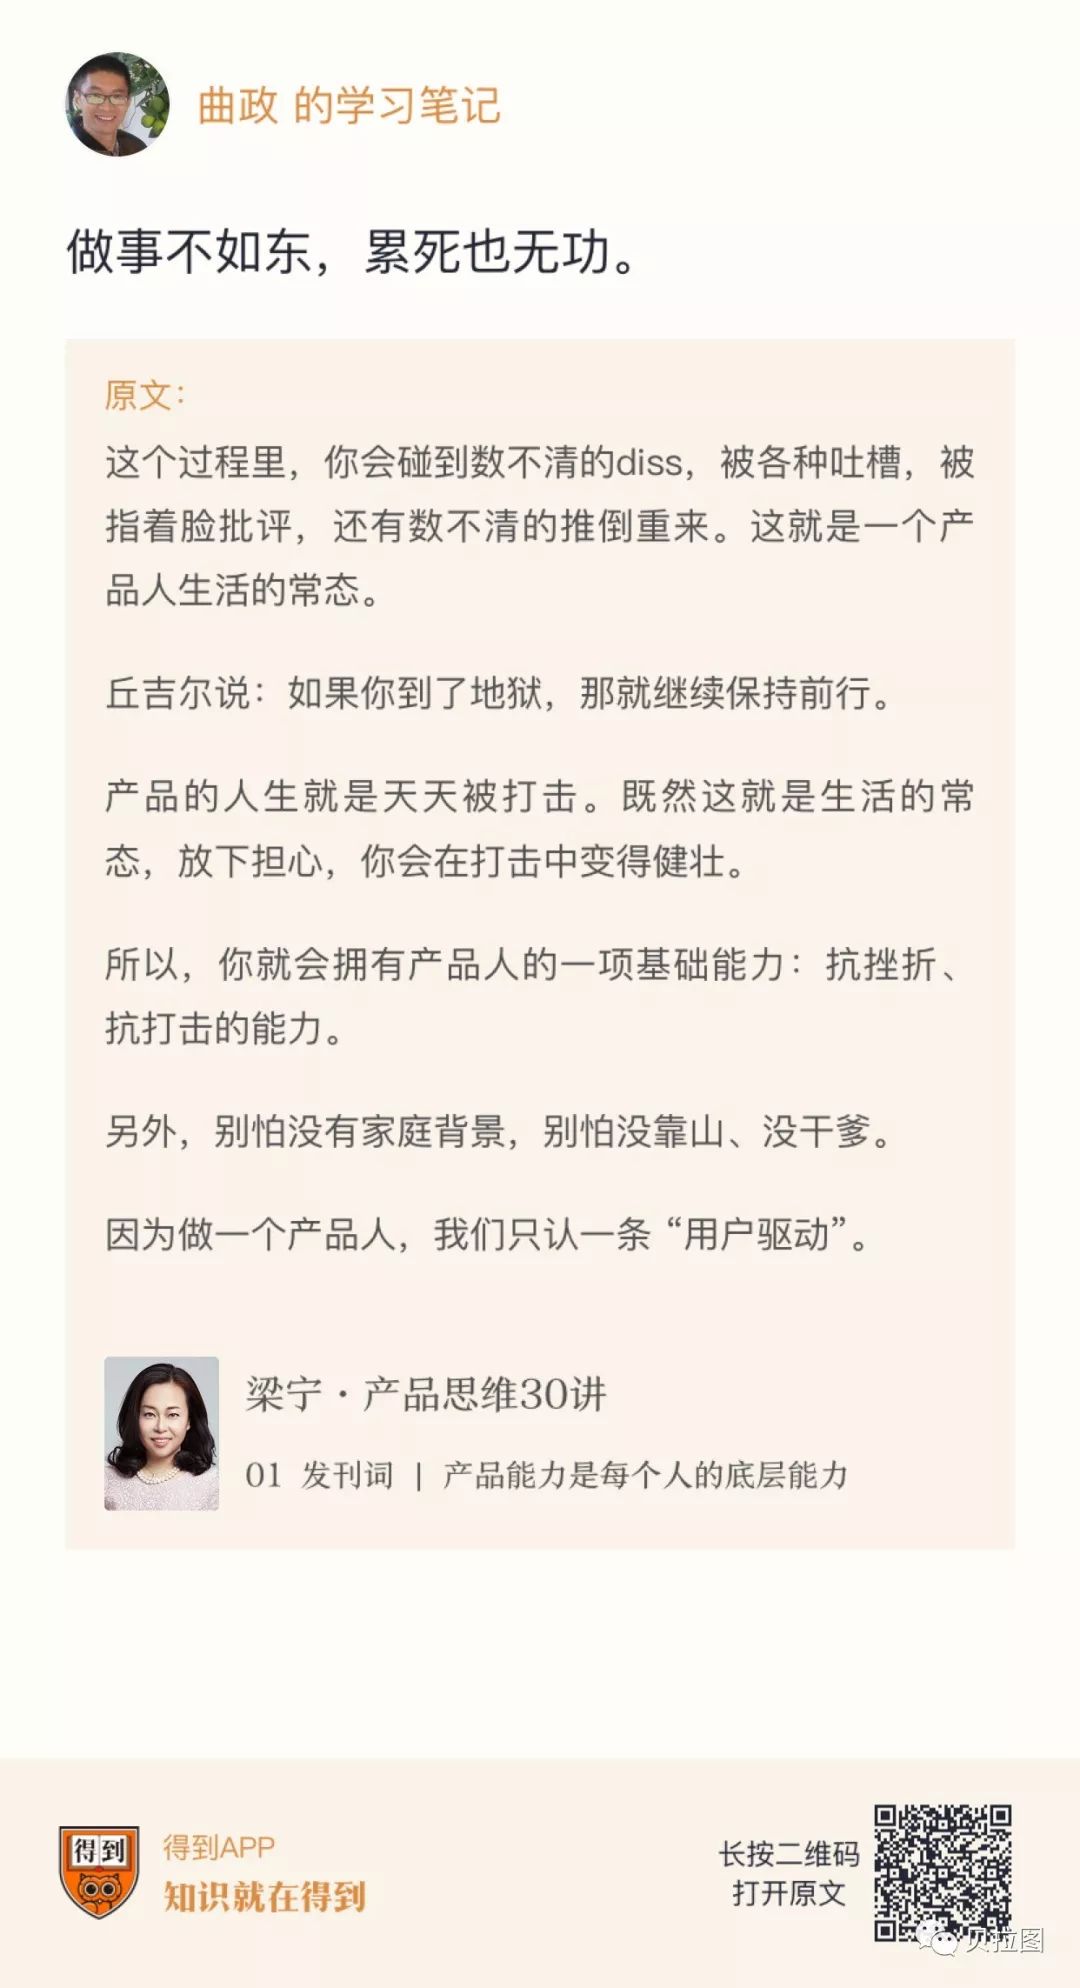 曲政 的学习笔记
做事不如东，累死也无功。
原文：
这个过程里，你会碰到数不清的diss，被各种吐槽，被
指着脸批评，还有数不清的推倒重来。这就是一个产
品人生活的常态。
丘吉尔说：如果你到了地狱，那就继续保持前行。
产品的人生就是天天被打击。既然这就是生活的常
态，放下担心，你会在打击中变得健壮。
所以，你就会拥有产品人的一项基础能力：抗挫折、
抗打击的能力。
另外，别怕没有家庭背景，别怕没靠山、没干爹。
因为做一个产品人，我们只认一条“用户驱动”。
梁宁·产品思维30讲
01 发刊词 | 产品能力是每个人的底层能力
得到
得到APP
知识就在得到
长按二维码
打开原文
贝拉图